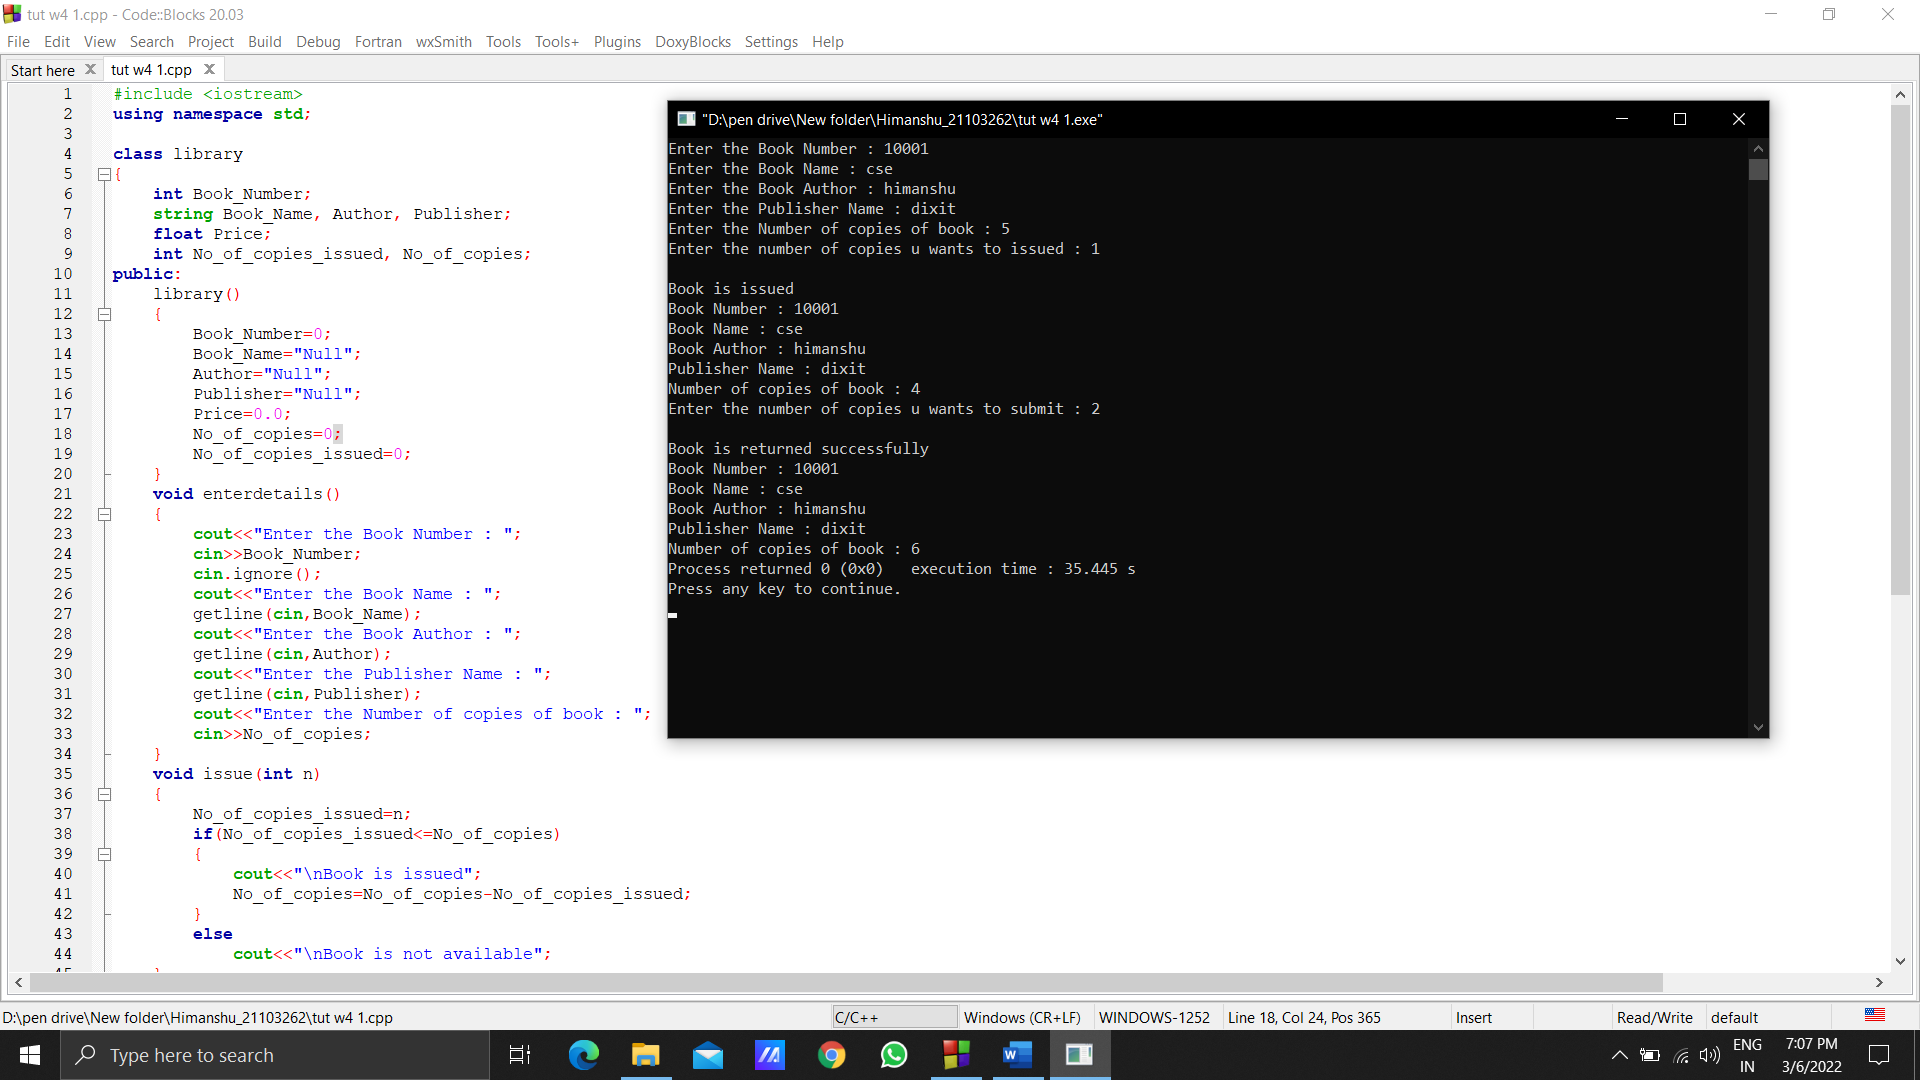 tut w4 1.cpp - Code::Blocks 20.03
File Edit View Search Project Build Debug Fortran wxSmith Tools Tools+ Plugins DoxyBlocks Settings Help
Start here tut w4 1.cpp
1 #include <iostream>
2 using namespace std;
3
4 class library
5 {
6 int Book_Number;
7 string Book_Name, Author, Publisher;
8 float Price;
9 int No_of_copies_issued, No_of_copies;
10 public:
11 library()
12 {
13 Book_Number=0;
14 Book_Name="Null";
15 Author="Null";
16 Publisher="Null";
17 Price=0.0;
18 No_of_copies=0;
19 No_of_copies_issued=0;
20 }
21 void enterdetails()
22 {
23 cout<<"Enter the Book Number : ";
24 cin>>Book_Number;
25 cin.ignore();
26 cout<<"Enter the Book Name : ";
27 getline(cin,Book_Name);
28 cout<<"Enter the Book Author : ";
29 getline(cin,Author);
30 cout<<"Enter the Publisher Name : ";
31 getline(cin,Publisher);
32 cout<<"Enter the Number of copies of book : ";
33 cin>>No_of_copies;
34 }
35 void issue(int n)
36 {
37 No_of_copies_issued=n;
38 if(No_of_copies_issued<=No_of_copies)
39 {
40 cout<<"\nBook is issued";
41 No_of_copies=No_of_copies-No_of_copies_issued;
42 }
43 else
44 cout<<"\nBook is not available";
"D:\pen drive\New folder\Himanshu_21103262\tut w4 1.exe"
Enter the Book Number : 10001
Enter the Book Name : cse
Enter the Book Author : himanshu
Enter the Publisher Name : dixit
Enter the Number of copies of book : 5
Enter the number of copies u wants to issued : 1
Book is issued
Book Number : 10001
Book Name : cse
Book Author : himanshu
Publisher Name : dixit
Number of copies of book : 4
Enter the number of copies u wants to submit : 2
Book is returned successfully
Book Number : 10001
Book Name : cse
Book Author : himanshu
Publisher Name : dixit
Number of copies of book : 6
Process returned 0 (0x0) execution time : 35.445 s
Press any key to continue.
D:\pen drive\New folder\Himanshu_21103262\tut w4 1.cpp C/C++ Windows (CR+LF) WINDOWS-1252 Line 18, Col 24, Pos 365 Insert Read/Write default
Type here to search
ENG
IN
7:07 PM
3/6/2022